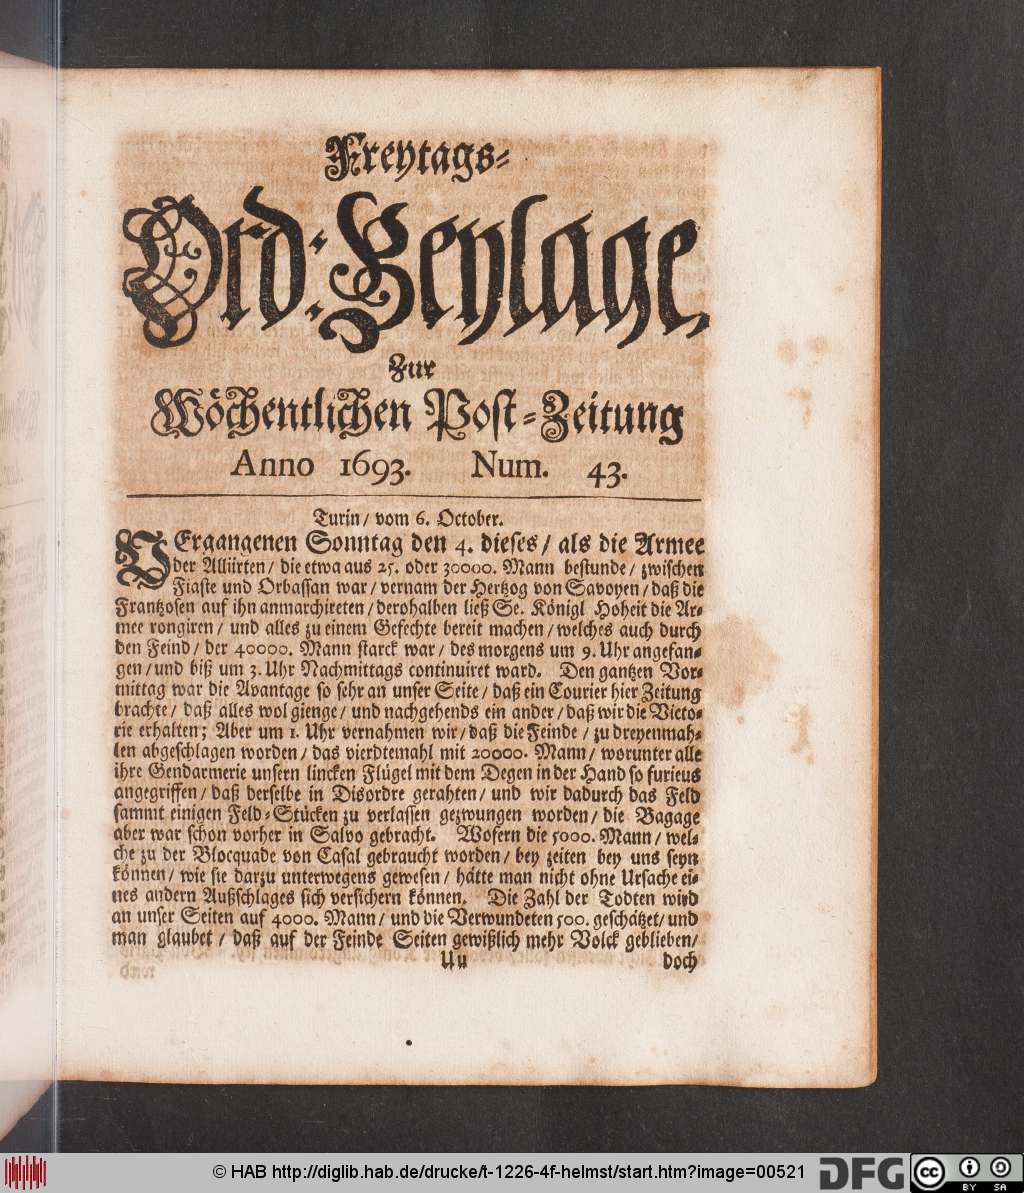 Freytags-
Ord: Beylage,
Zur
Wöchentlichen Post-Zeitung
Anno 1693. Num. 43.
Turin/ vom 6. October.
VErgangenen Sonntag den 4. dieses/ als die Armee
der Alliirten/ die etwa aus 25. oder 30000. Mann bestunde/ zwischen
Fiaste und Orbassan war/ vernam der Hertzog von Savoyen/ daß die
Frantzosen auf ihn anmarchireten/ derohalben ließ Se. Königl Hoheit die Ar-
mee rongiren/ und alles zu einem Gefechte bereit machen/ welches auch durch
den Feind/ der 40000. Mann starck war/ des morgens um 9. Uhr angefan-
gen/ und biß um 3. Uhr Nachmittags continuiret ward. Den gantzen Vor-
mittag war die Avantage so sehr an unser Seite/ daß ein Courier hier Zeitung
brachte/ daß alles wol gienge/ und nachgehends ein ander/ daß wir die Victo-
rie erhalten; Aber um 1. Uhr vernahmen wir/ daß die Feinde/ zu dreyenmah-
len abgeschlagen worden/ das vierdtemahl mit 20000. Mann/ worunter alle
ihre Gendarmerie unsern lincken Flügel mit dem Degen in der Hand so furieus
angegriffen/ daß derselbe in Disordre gerahten/ und wir dadurch das Feld
sammt einigen Feld-Stücken zu verlassen gezwungen worden/ die Bagage
aber war schon vorher in Salvo gebracht. Wofern die 5000. Mann/ wel-
che zu der Blocquade von Casal gebraucht worden/ bey zeiten bey uns seyn
können/ wie sie darzu unterwegens gewesen/ hätte man nicht ohne Ursache ei-
nes andern Außschlages sich versichern können. Die Zahl der Todten wird
an unser Seiten auf 4000. Mann/ und die Verwundeten 500. geschätzet/ und
man glaubet/ daß auf der Feinde Seiten gewißlich mehr Volck geblieben/
Uu doch
© HAB http://diglib.hab.de/drucke/t-1226-4f-helmst/start.htm?image=00521 DFG cc BY SA